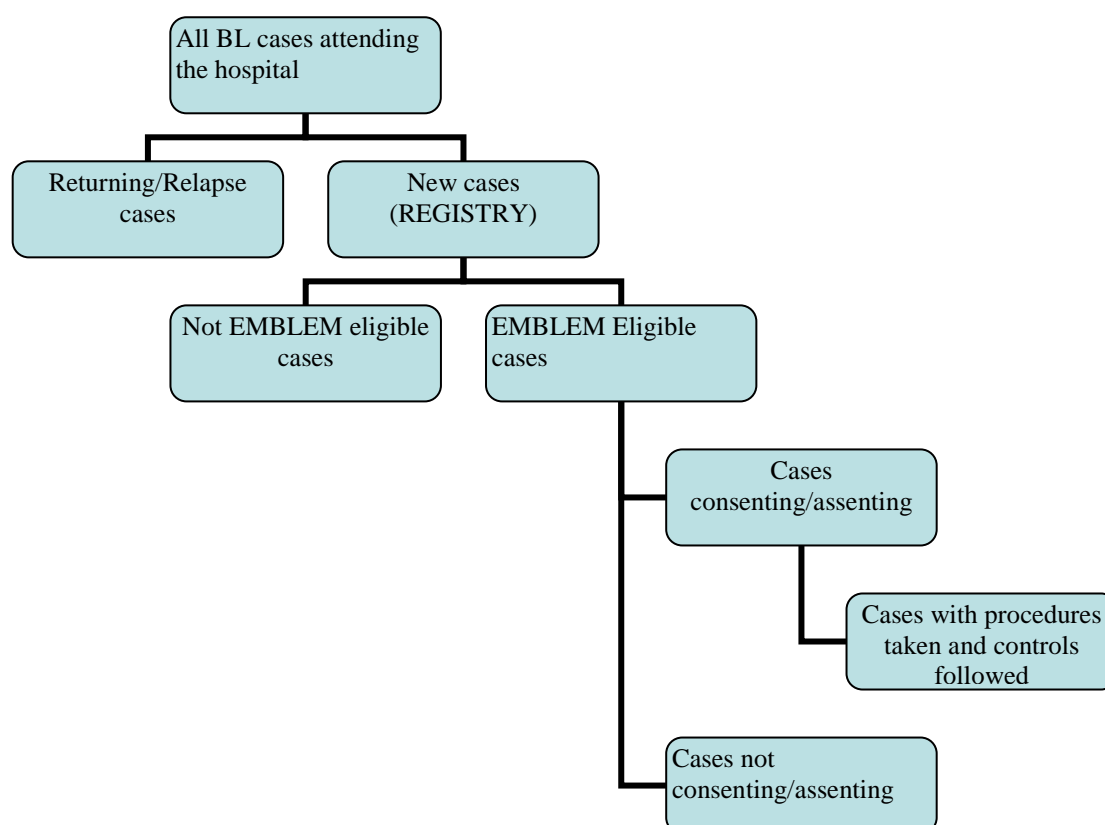 All BL cases attending
the hospital
Returning/Relapse
cases
New cases
(REGISTRY)
Not EMBLEM eligible
cases
EMBLEM Eligible
cases
Cases
consenting/assenting
Cases with procedures
taken and controls
followed
Cases not
consenting/assenting